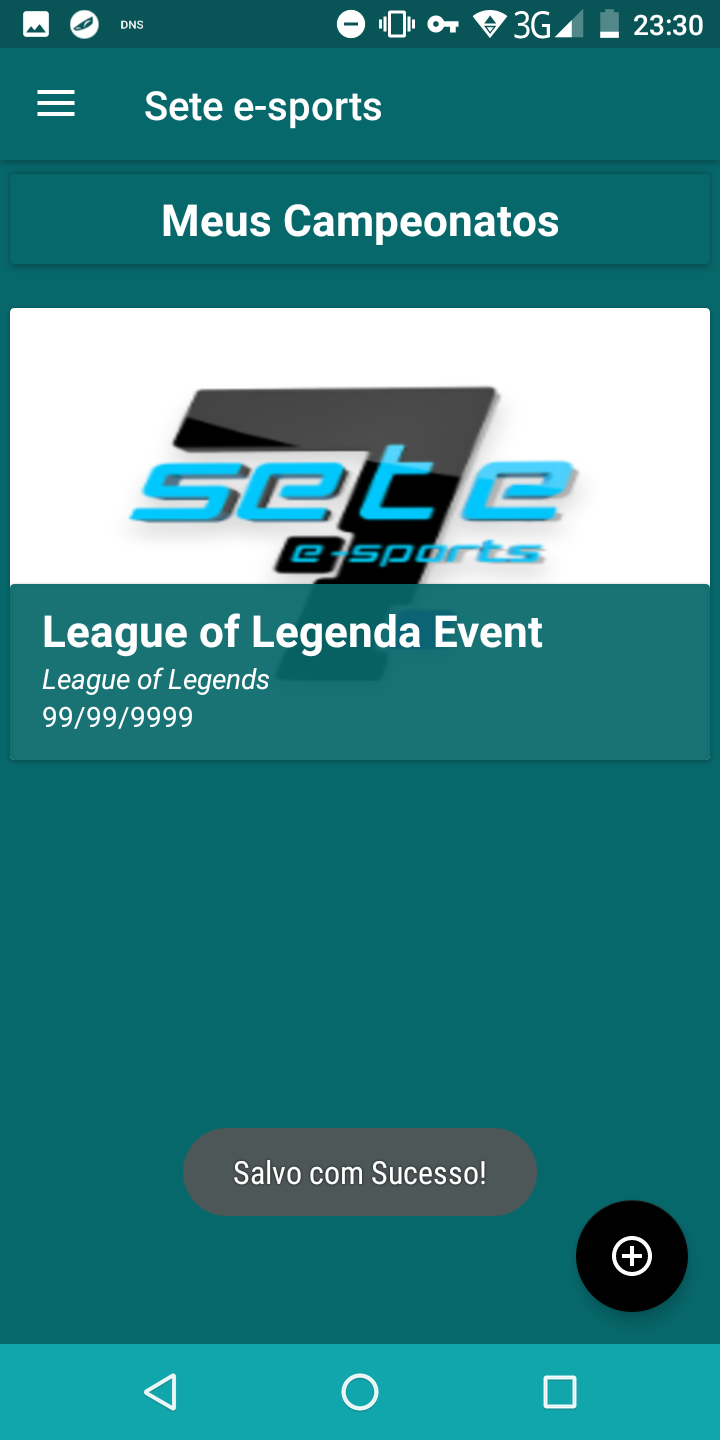 DNS
3G
23:30
Sete e-sports
Meus Campeonatos
sete
e-sports
League of Legenda Event
League of Legends
99/99/9999
Salvo com Sucesso!